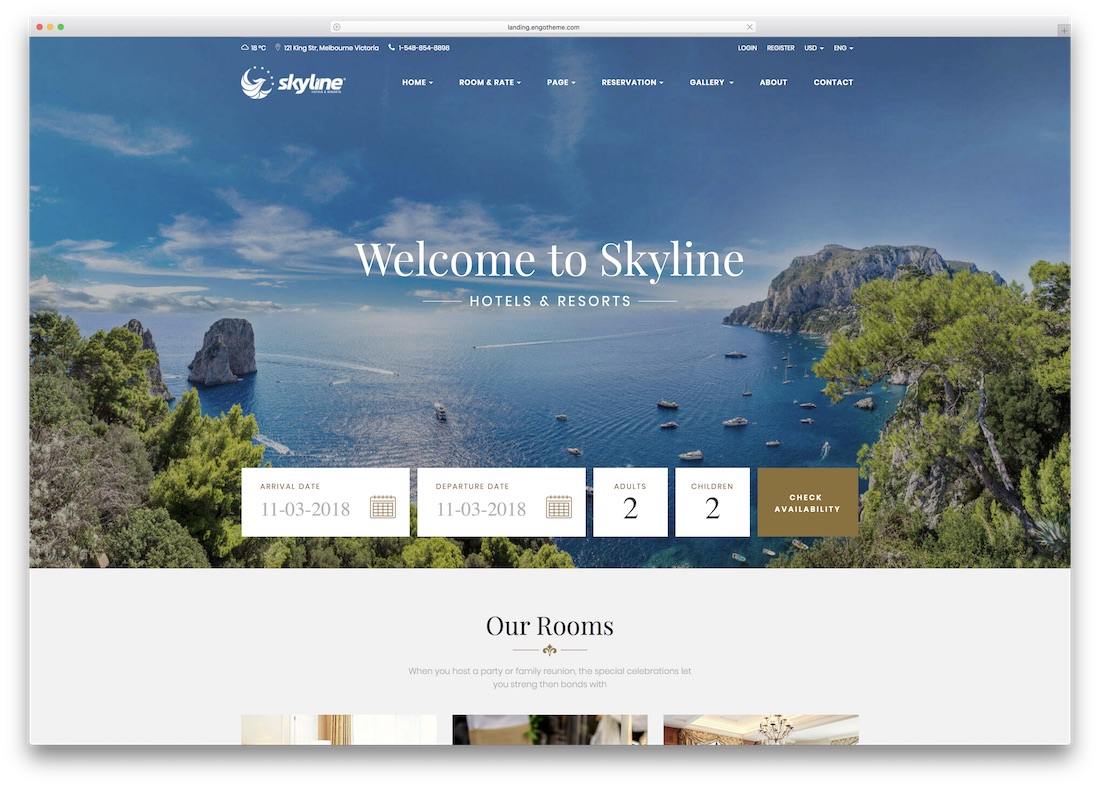 landing.engotheme.com
18 ºC 121 King Str, Melbourne Victoria 1-548-854-8898 LOGIN REGISTER USD ENG
skyline HOME ROOM & RATE PAGE RESERVATION GALLERY ABOUT CONTACT
HOTELS & RESORTS
Welcome to Skyline
HOTELS & RESORTS
ARRIVAL DATE DEPARTURE DATE ADULTS CHILDREN
11-03-2018 11-03-2018 2 2
CHECK
AVAILABILITY
Our Rooms
When you host a party or family reunion, the special celebrations let
you streng then bonds with